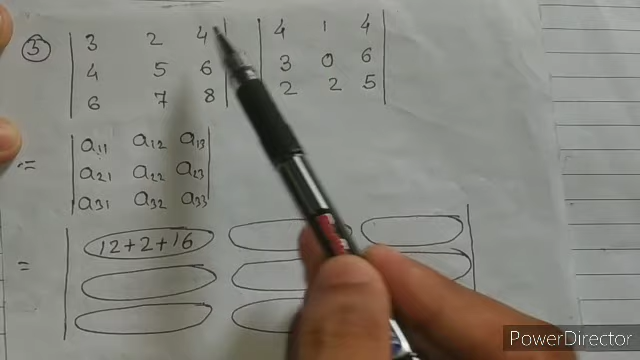 5 | 3 2 4 | | 4 1 4 |
| 4 5 6 | | 3 0 6 |
| 6 7 8 | | 2 2 5 |
= | a₁₁ a₁₂ a₁₃ |
| a₂₁ a₂₂ a₂₃ |
| a₃₁ a₃₂ a₃₃ |
= | 12+2+16
PowerDirector